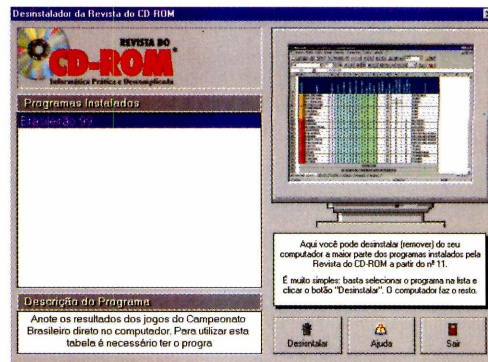 Desinstalador da Revista do CD-ROM
REVISTA DO
CD-ROM
Informática Prática e Descomplicada
Programas Instalados
Brasileirão 99
Descrição do Programa
Anote os resultados dos jogos do Campeonato
Brasileiro direto no computador. Para utilizar esta
tabela é necessário ter o progra
Aqui você pode desinstalar (remover) do seu
computador a maior parte dos programas instalados pela
Revista do CD-ROM a partir do nº 11.
É muito simples: basta selecionar o programa na lista e
clicar o botão "Desinstalar". O computador faz o resto.
Desinstalar
Ajuda
Sair